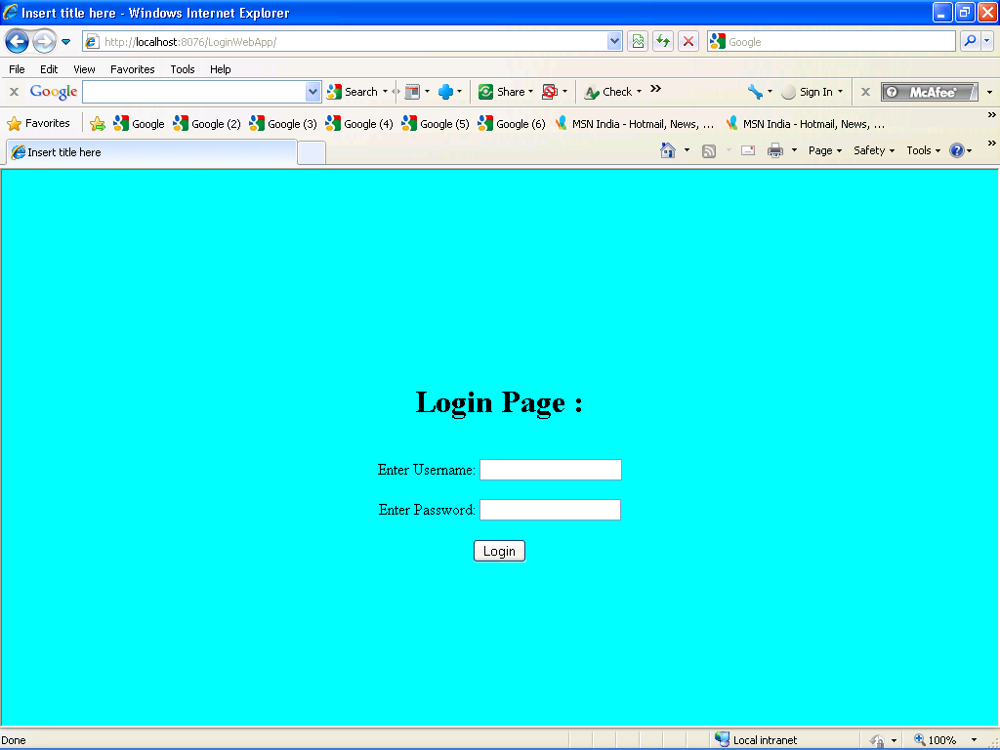 Insert title here - Windows Internet Explorer
http://localhost:8076/LoginWebApp/
Google
File Edit View Favorites Tools Help
x Google Search Share Check » Sign In x McAfee
Favorites Google Google (2) Google (3) Google (4) Google (5) Google (6) MSN India - Hotmail, News, ... MSN India - Hotmail, News, ... »
Insert title here Page Safety Tools »
Login Page :
Enter Username:
Enter Password:
Login
Done Local intranet 100%